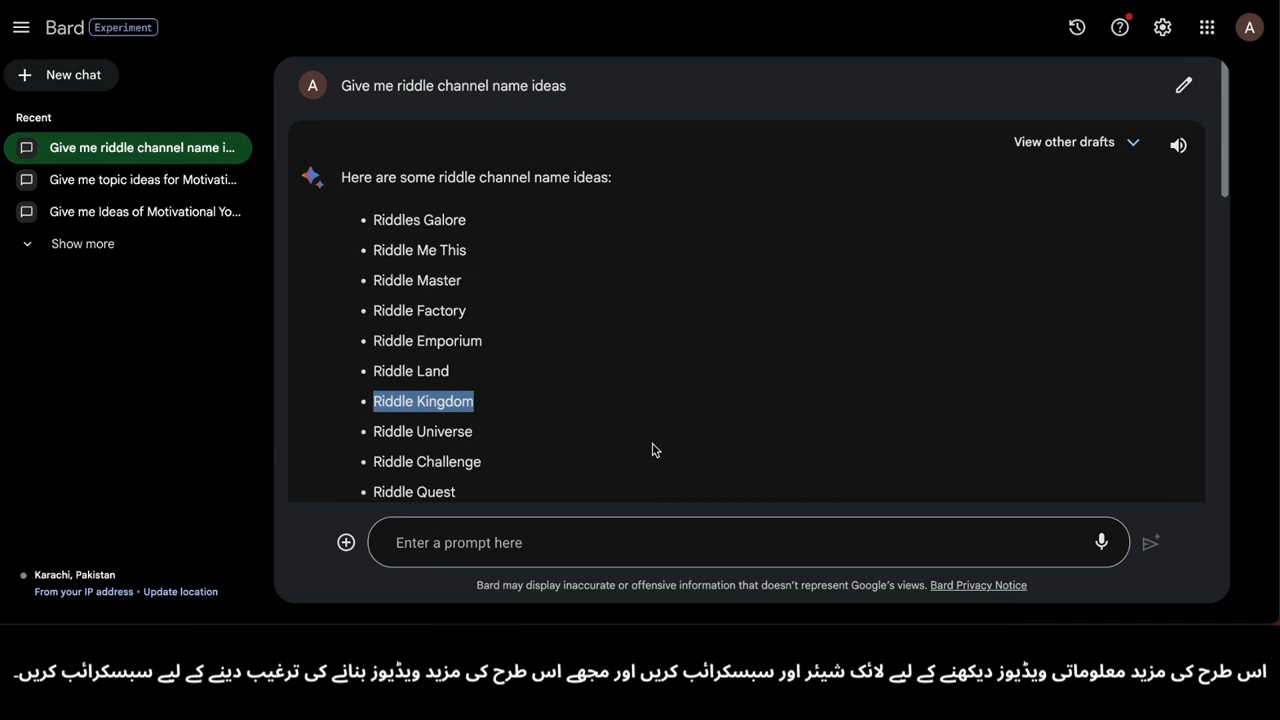 Bard Experiment
A
New chat
Recent
Give me riddle channel name i...
Give me topic ideas for Motivati...
Give me Ideas of Motivational Yo...
Show more
Karachi, Pakistan
From your IP address • Update location
A Give me riddle channel name ideas
View other drafts
Here are some riddle channel name ideas:
• Riddles Galore
• Riddle Me This
• Riddle Master
• Riddle Factory
• Riddle Emporium
• Riddle Land
• Riddle Kingdom
• Riddle Universe
• Riddle Challenge
• Riddle Quest
Enter a prompt here
Bard may display inaccurate or offensive information that doesn't represent Google's views. Bard Privacy Notice
اس طرح کی مزید معلوماتی ویڈیوز دیکھنے کے لیے لائک شیئر اور سبسکرائب کریں اور مجھے اس طرح کی مزید ویڈیوز بنانے کی ترغیب دینے کے لیے سبسکرائب کریں۔